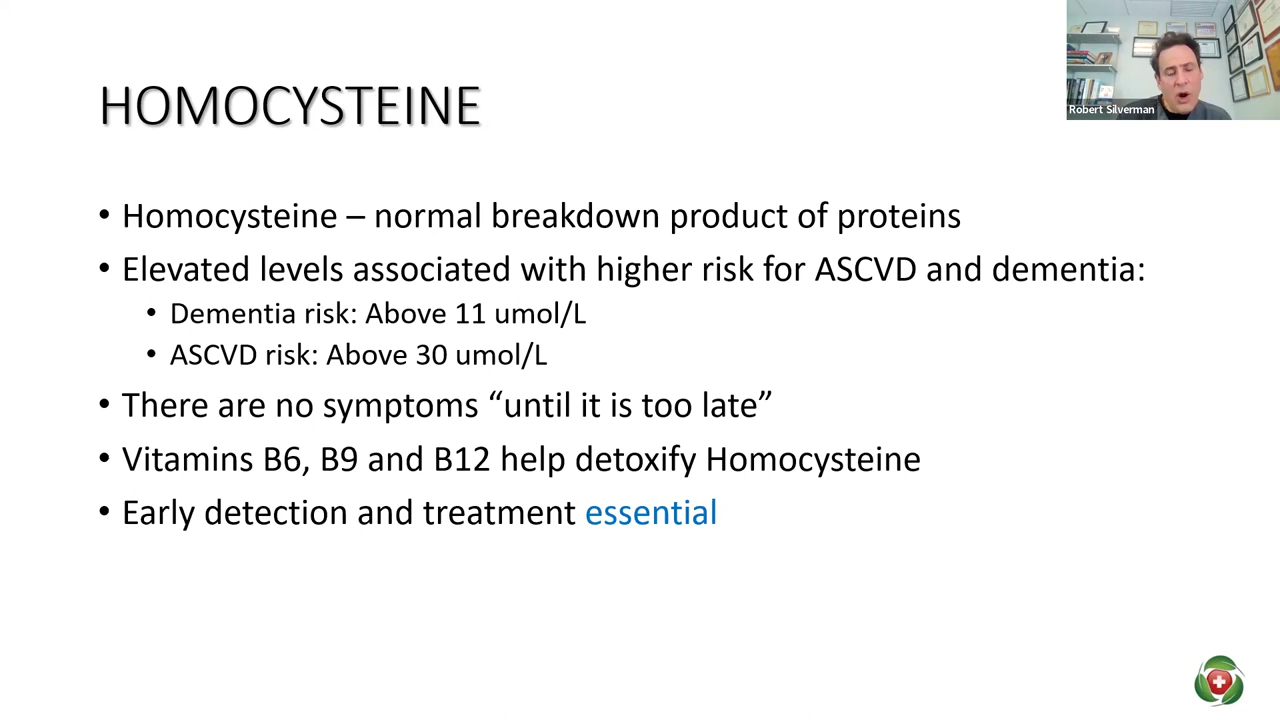 Robert Silverman
HOMOCYSTEINE
• Homocysteine – normal breakdown product of proteins
• Elevated levels associated with higher risk for ASCVD and dementia:
• Dementia risk: Above 11 umol/L
• ASCVD risk: Above 30 umol/L
• There are no symptoms “until it is too late”
• Vitamins B6, B9 and B12 help detoxify Homocysteine
• Early detection and treatment essential